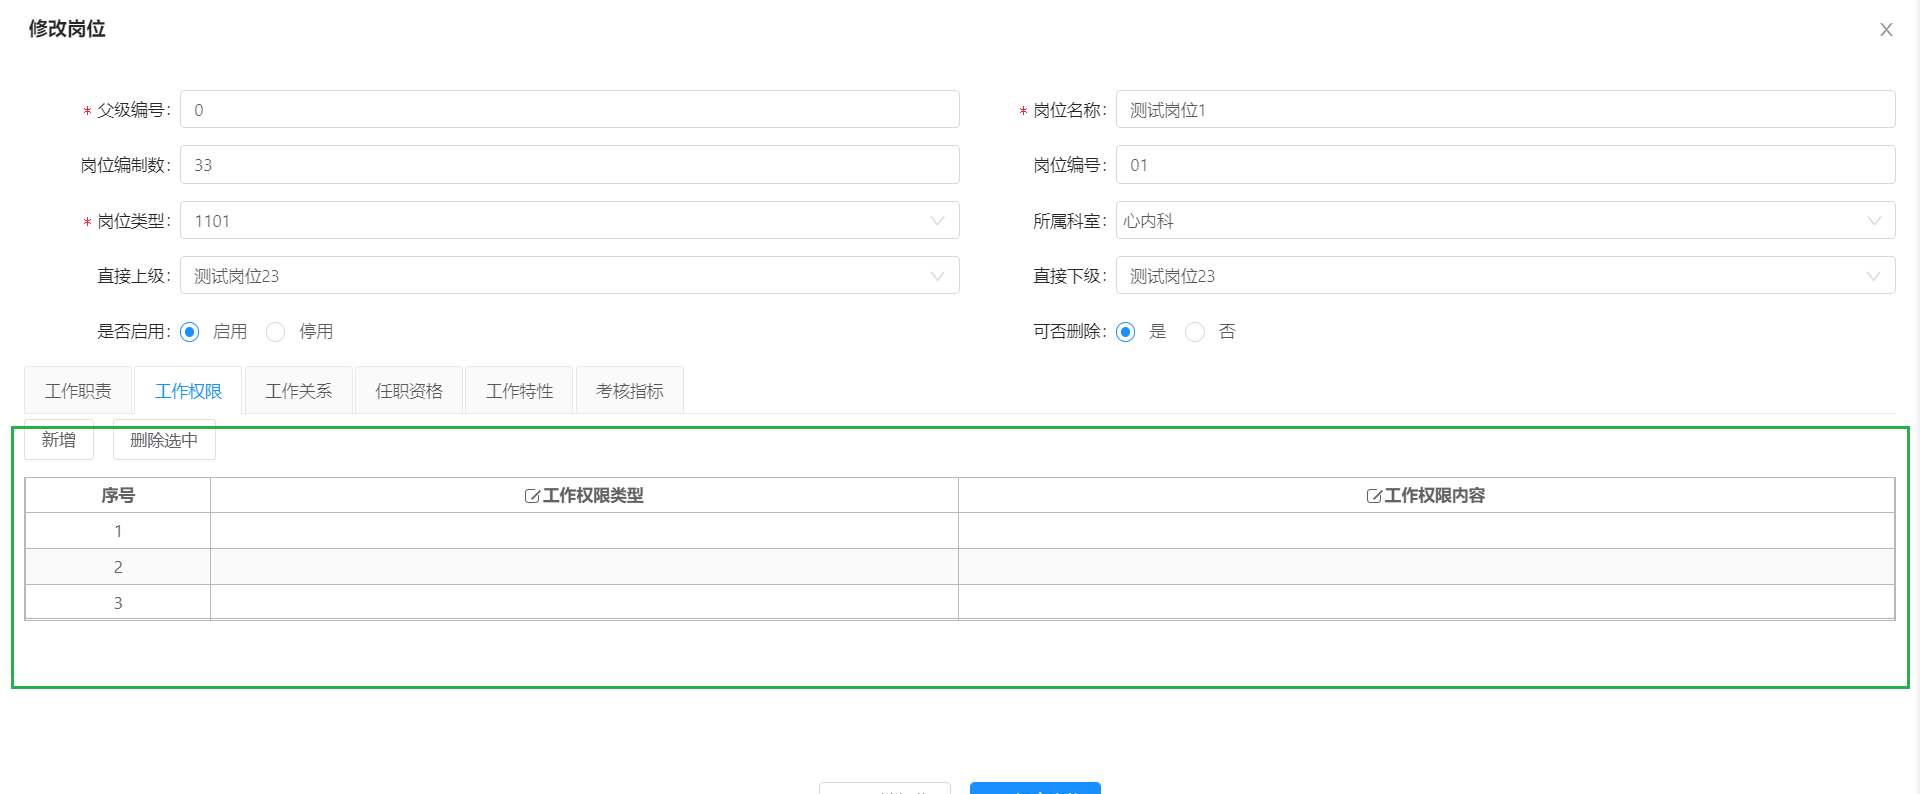 修改岗位
* 父级编号: 0
* 岗位名称: 测试岗位1
岗位编制数: 33
岗位编号: 01
* 岗位类型: 1101
所属科室: 心内科
直接上级: 测试岗位23
直接下级: 测试岗位23
是否启用: 启用 停用
可否删除: 是 否
工作职责 工作权限 工作关系 任职资格 工作特性 考核指标
新增 删除选中
序号 工作权限类型 工作权限内容
1
2
3